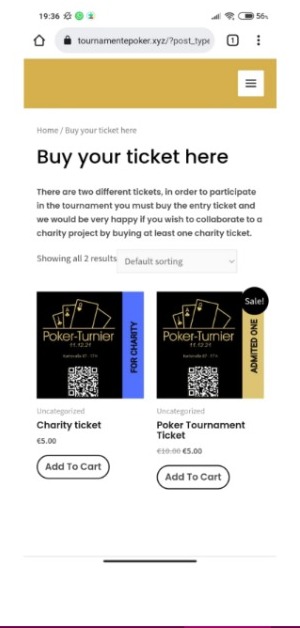 19:36
56%
tournamentepoker.xyz/?post_type
1
Home / Buy your ticket here
Buy your ticket here
There are two different tickets, in order to participate
in the tournament you must buy the entry ticket and
we would be very happy if you wish to collaborate to a
charity project by buying at least one charity ticket.
Showing all 2 results
Default sorting
Poker-Turnier
11.12.21
FOR CHARITY
Sale!
Poker-Turnier
11.12.21
ADMITED ONE
Uncategorized
Charity ticket
€5.00
Add To Cart
Uncategorized
Poker Tournament
Ticket
€10.00 €5.00
Add To Cart